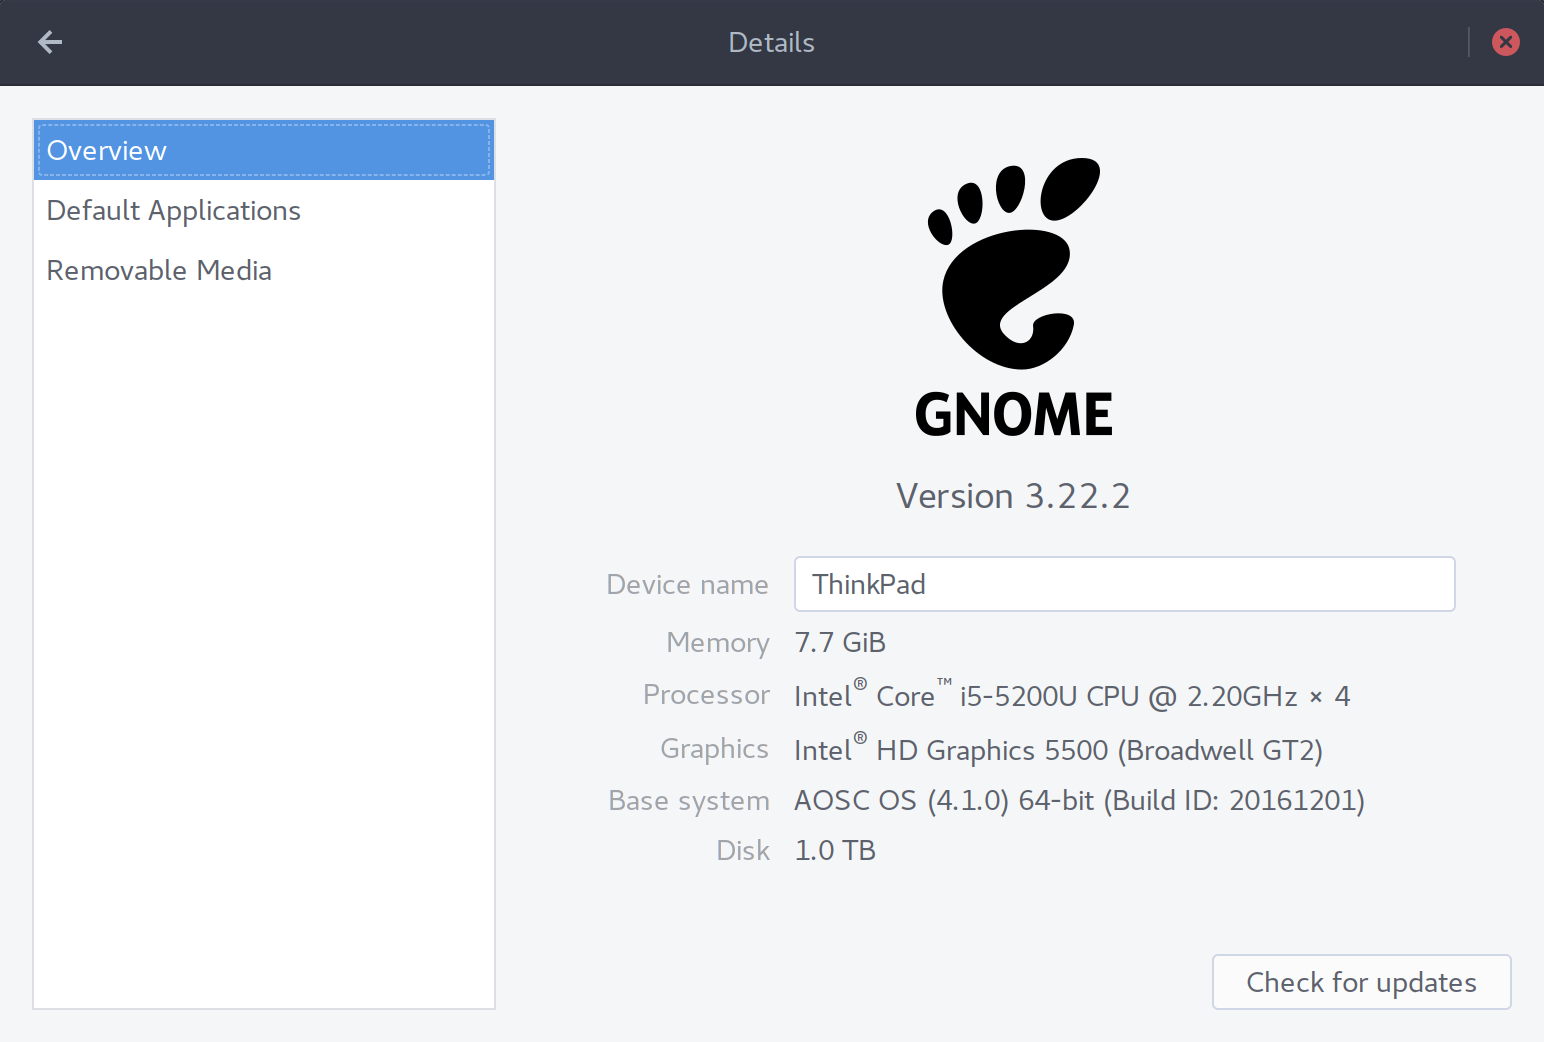 Details
Overview
Default Applications
Removable Media
GNOME
Version 3.22.2
Device name ThinkPad
Memory 7.7 GiB
Processor Intel® Core™ i5-5200U CPU @ 2.20GHz × 4
Graphics Intel® HD Graphics 5500 (Broadwell GT2)
Base system AOSC OS (4.1.0) 64-bit (Build ID: 20161201)
Disk 1.0 TB
Check for updates